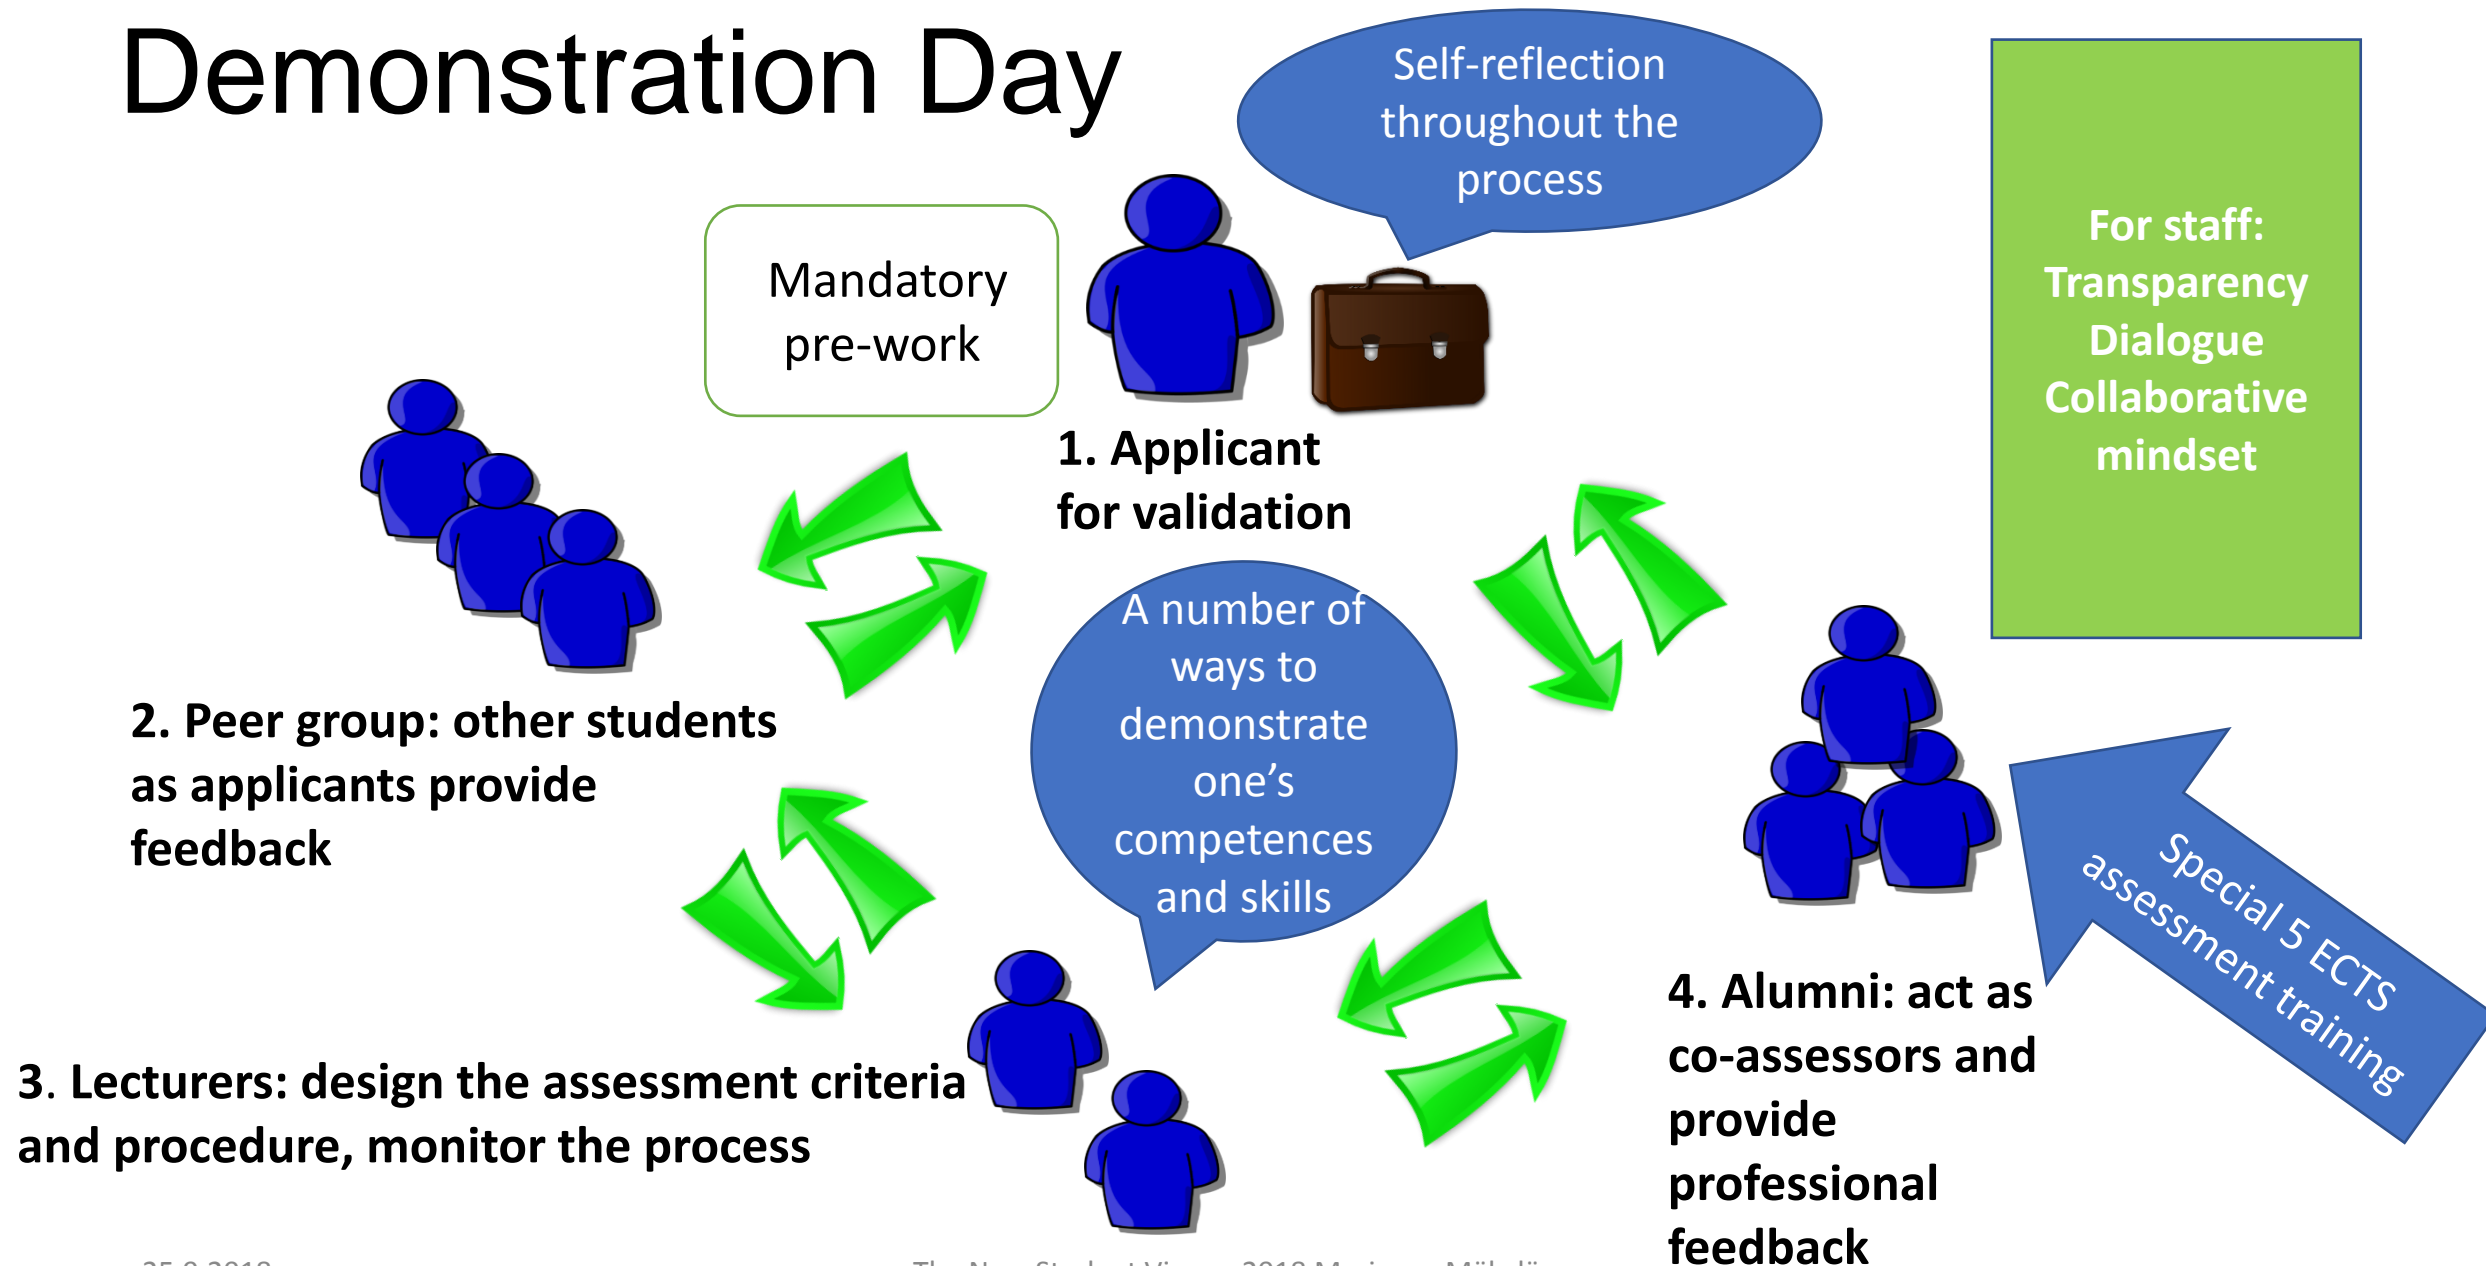 Demonstration Day
Self-reflection
throughout the
process
For staff:
Transparency
Dialogue
Collaborative
mindset
Mandatory
pre-work
1. Applicant
for validation
A number of
ways to
demonstrate
one’s
competences
and skills
2. Peer group: other students
as applicants provide
feedback
Special 5 ECTS
assessment training
3. Lecturers: design the assessment criteria
and procedure, monitor the process
4. Alumni: act as
co-assessors and
provide
professional
feedback